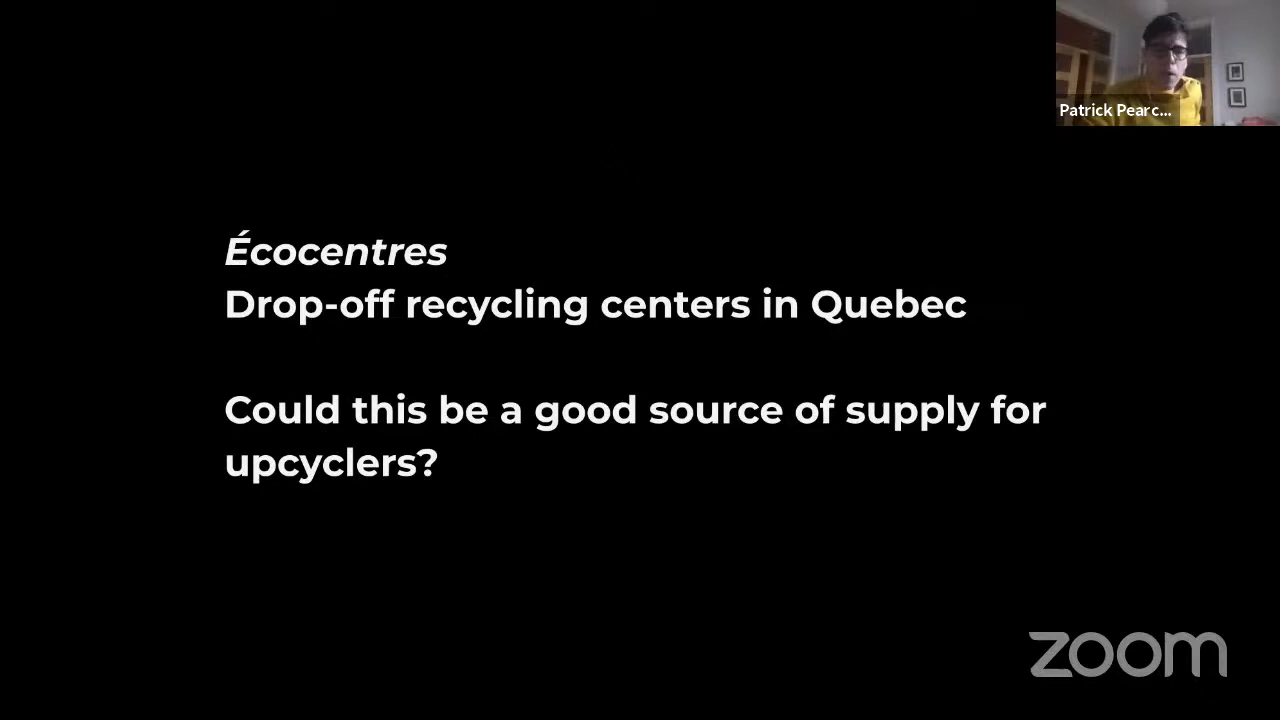 Patrick Pearc...
Écocentres
Drop-off recycling centers in Quebec
Could this be a good source of supply for
upcyclers?
zoom